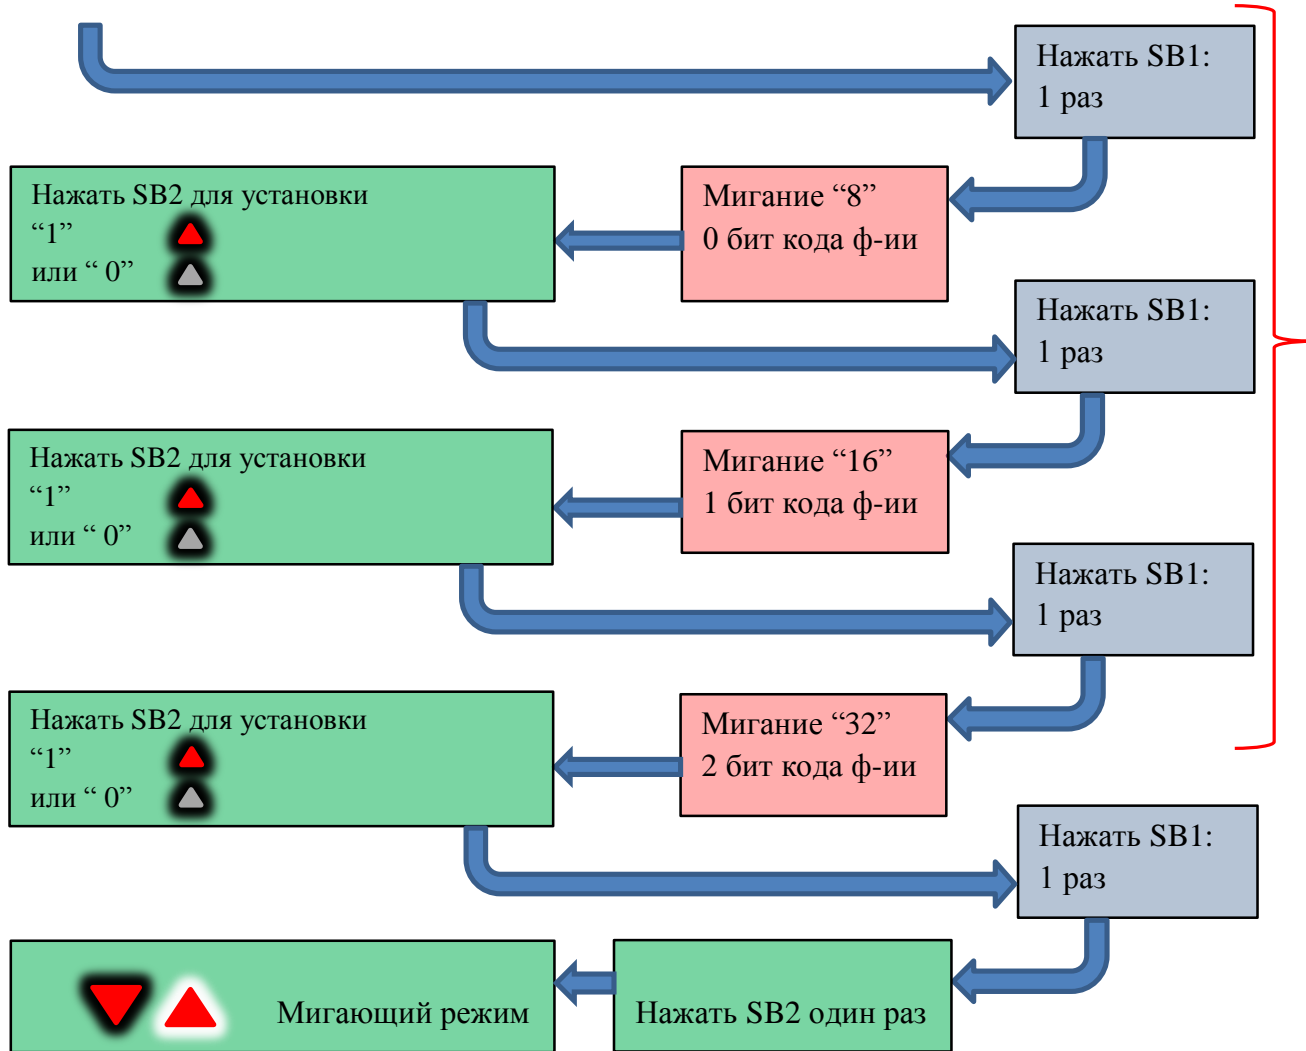 Нажать SB1:
1 раз
Мигание “8”
0 бит кода ф-ии
Нажать SB2 для установки
“1”
или “ 0”
Нажать SB1:
1 раз
Мигание “16”
1 бит кода ф-ии
Нажать SB2 для установки
“1”
или “ 0”
Нажать SB1:
1 раз
Мигание “32”
2 бит кода ф-ии
Нажать SB2 для установки
“1”
или “ 0”
Нажать SB1:
1 раз
Нажать SB2 один раз
Мигающий режим